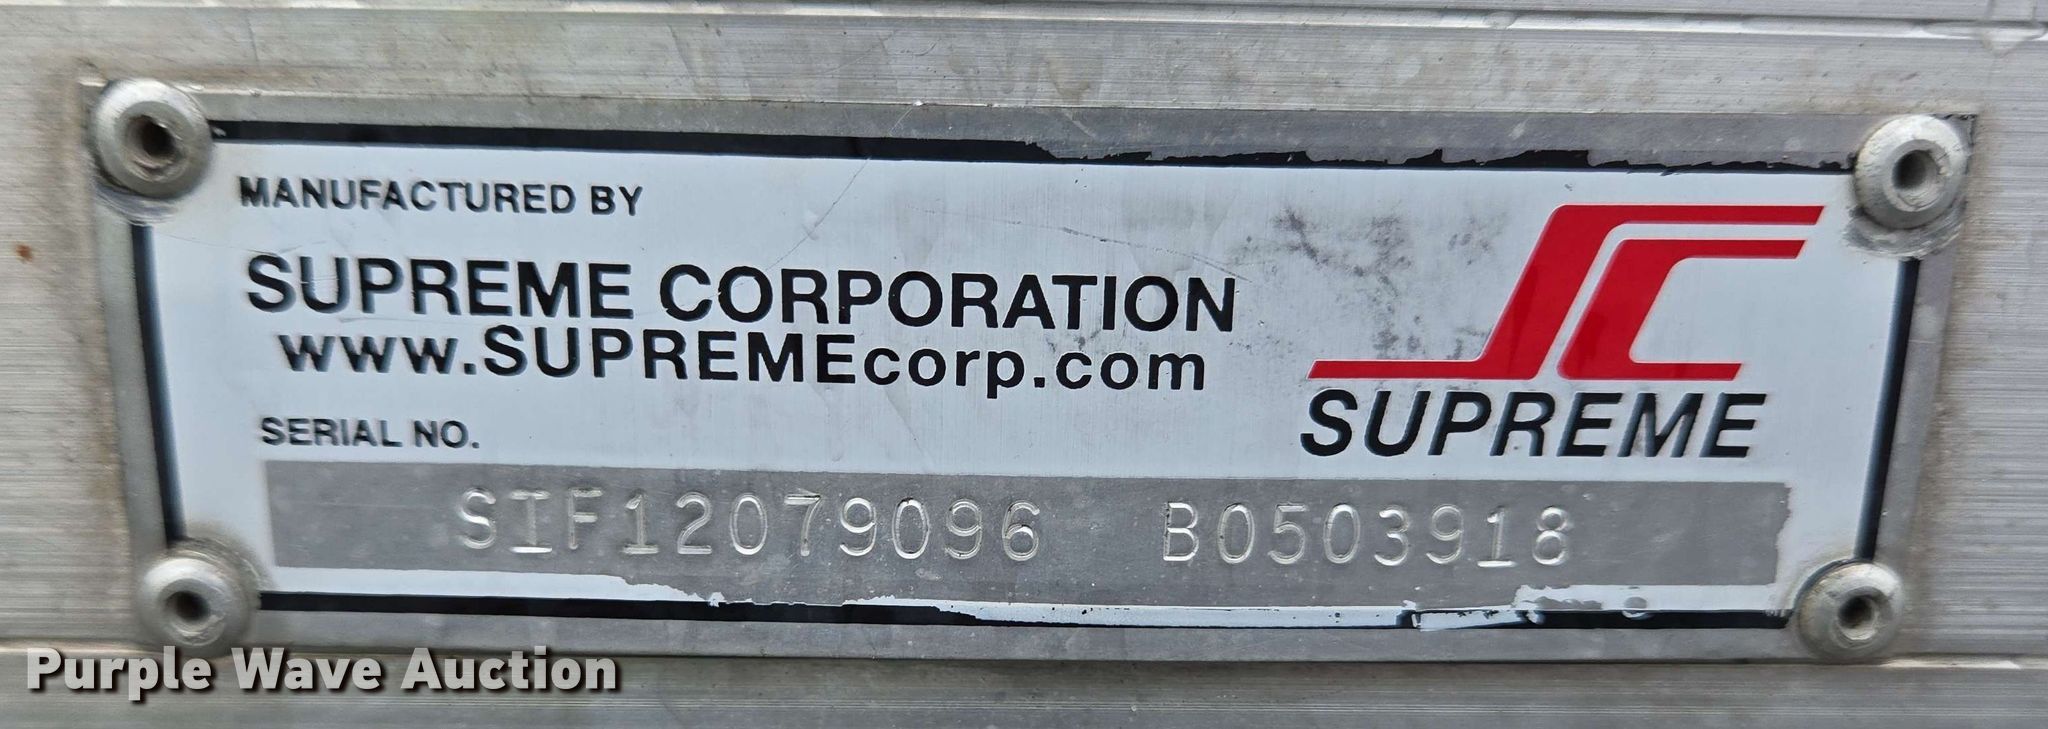 MANUFACTURED BY
SUPREME CORPORATION
www.SUPREMEcorp.com
SUPREME
SERIAL NO.
SIF12079096 B0503918
Purple Wave Auction